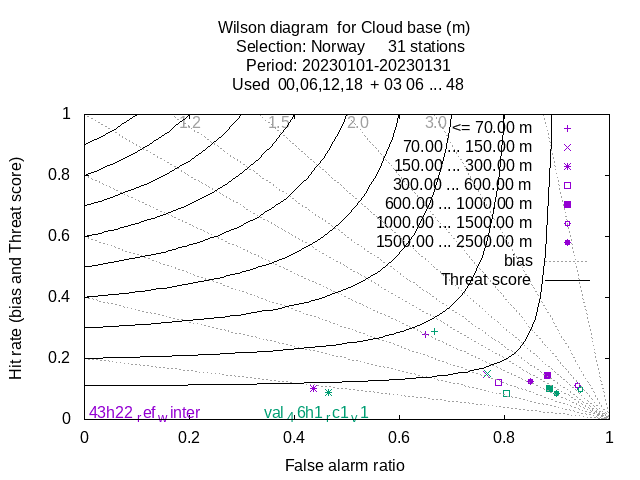 Wilson diagram  for Cloud base (m)
Selection: Norway     31 stations
Period: 20230101-20230131
Used  00,06,12,18  + 03 06 ... 48
Hit rate (bias and Threat score)
1
0.8
0.6
0.4
0.2
0
1.2
1.5
2.0
3.0
<= 70.00 m
70.00 ... 150.00 m
150.00 ... 300.00 m
300.00 ... 600.00 m
600.00 ... 1000.00 m
1000.00 ... 1500.00 m
1500.00 ... 2500.00 m
bias
Threat score
43h22_ref_winter
val_46h1_rc1_v1
0 0.2 0.4 0.6 0.8 1
False alarm ratio